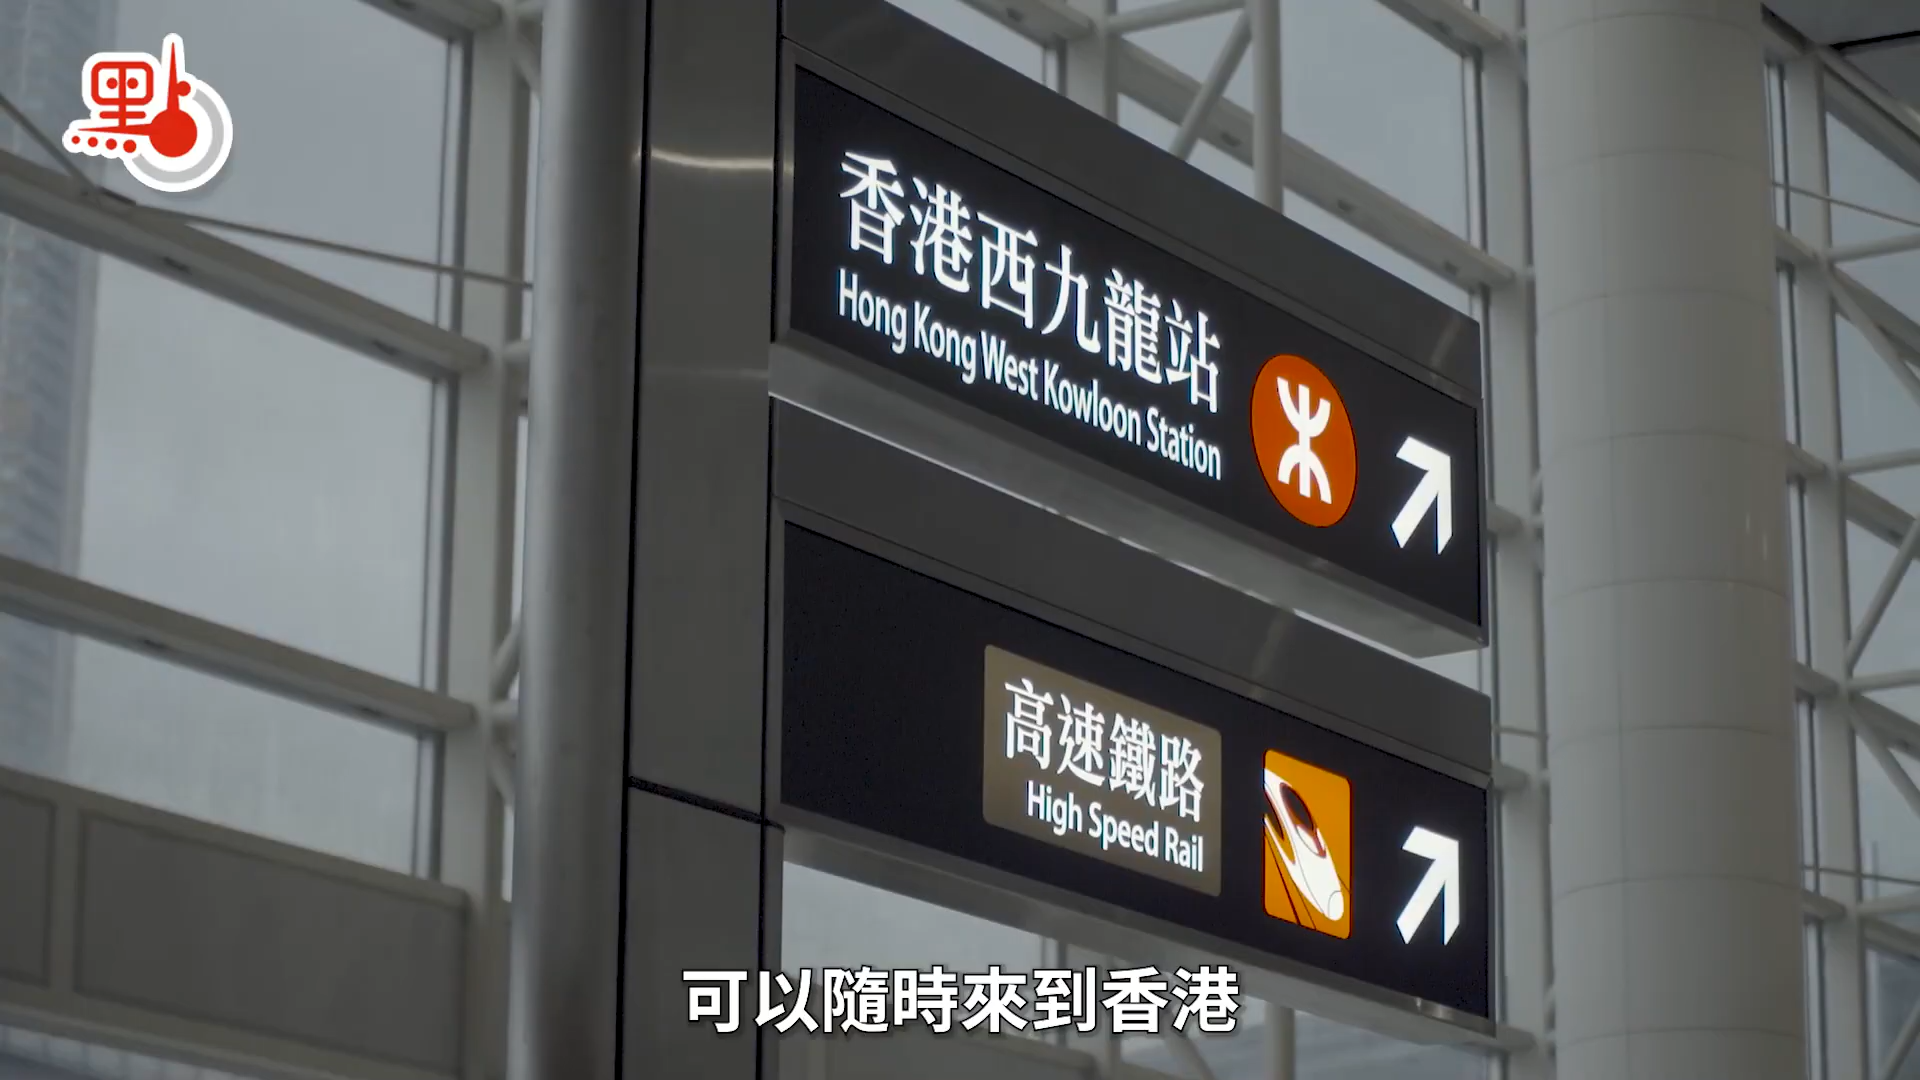 點
香港西九龍站
Hong Kong West Kowloon Station
高速鐵路
High Speed Rail
可以隨時來到香港